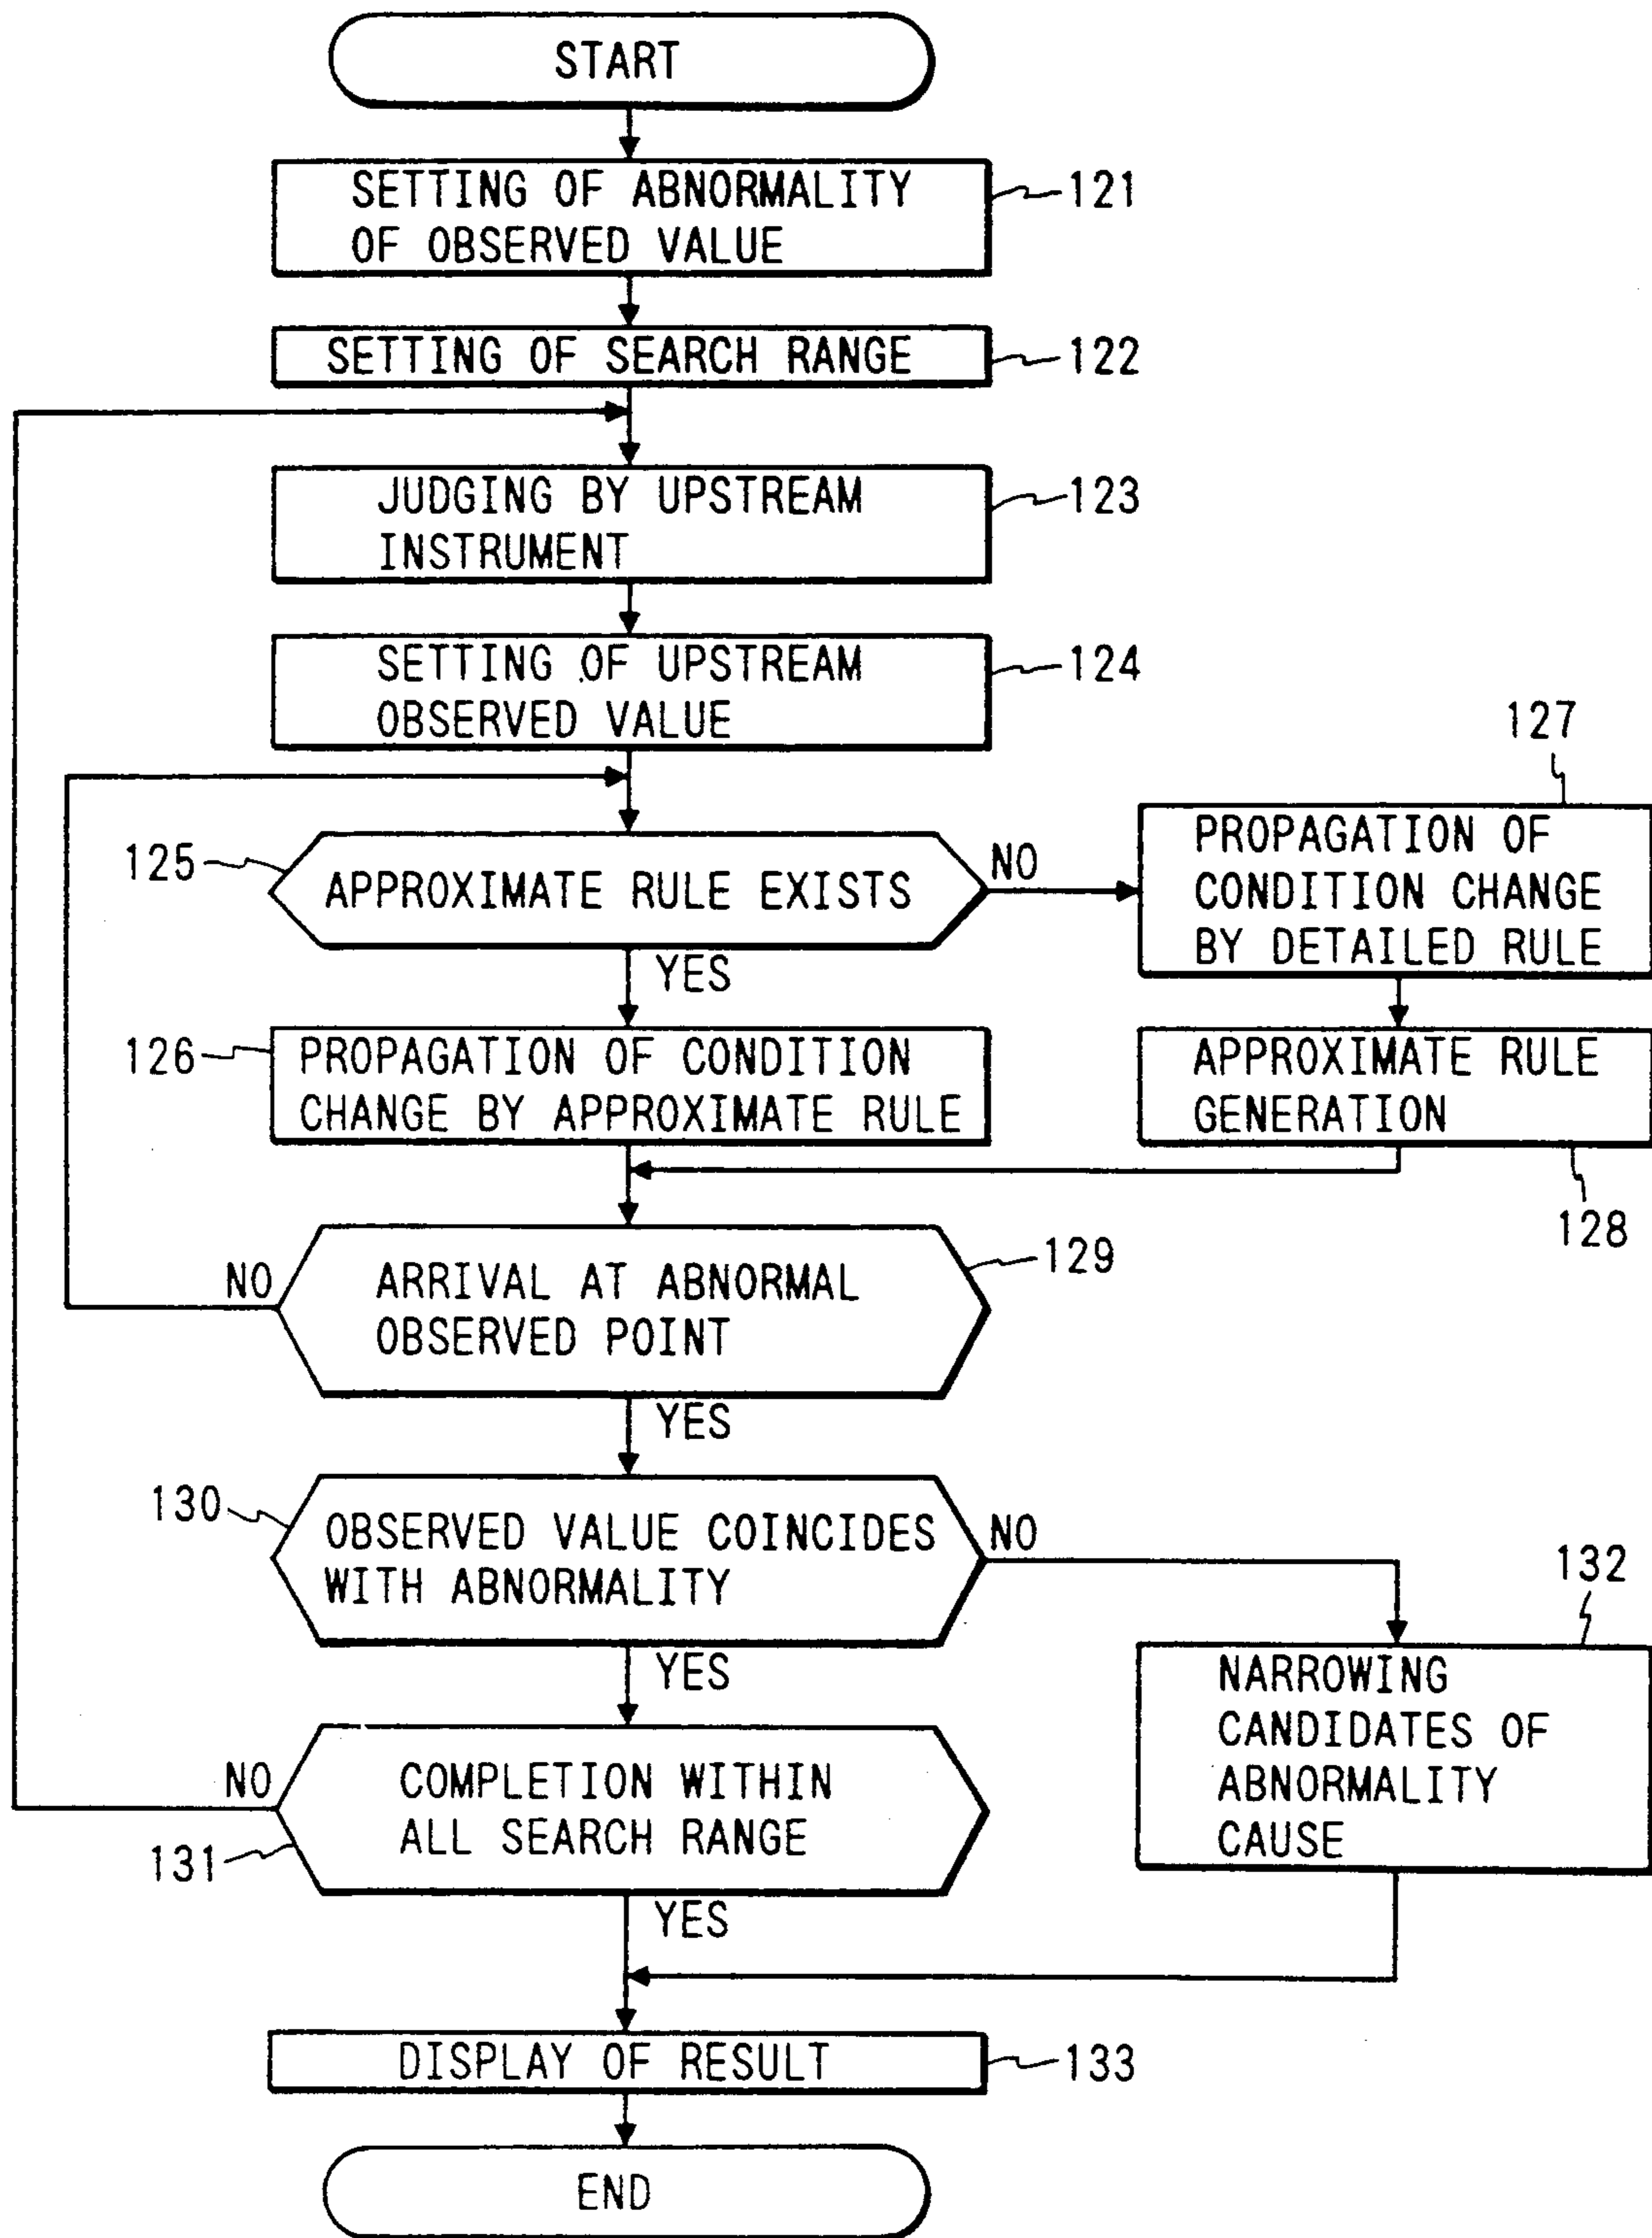 START
SETTING OF ABNORMALITY
OF OBSERVED VALUE
121
SETTING OF SEARCH RANGE
122
JUDGING BY UPSTREAM
INSTRUMENT
123
SETTING OF UPSTREAM
OBSERVED VALUE
124
125
APPROXIMATE RULE EXISTS
NO
YES
127
PROPAGATION OF
CONDITION CHANGE
BY DETAILED RULE
126
PROPAGATION OF CONDITION
CHANGE BY APPROXIMATE RULE
APPROXIMATE RULE
GENERATION
128
NO
ARRIVAL AT ABNORMAL
OBSERVED POINT
129
YES
130
OBSERVED VALUE COINCIDES
WITH ABNORMALITY
NO
YES
132
NARROWING
CANDIDATES OF
ABNORMALITY
CAUSE
NO
131
COMPLETION WITHIN
ALL SEARCH RANGE
YES
DISPLAY OF RESULT
133
END